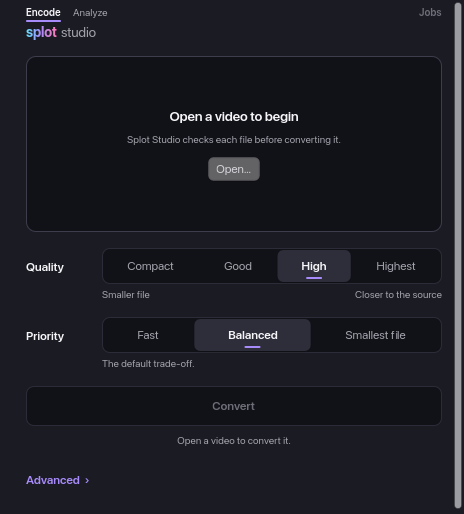 Encode Analyze Jobs
splot studio
Open a video to begin
Splot Studio checks each file before converting it.
Open...
Quality Compact Good High Highest
Smaller file Closer to the source
Priority Fast Balanced Smallest file
The default trade-off.
Convert
Open a video to convert it.
Advanced ›